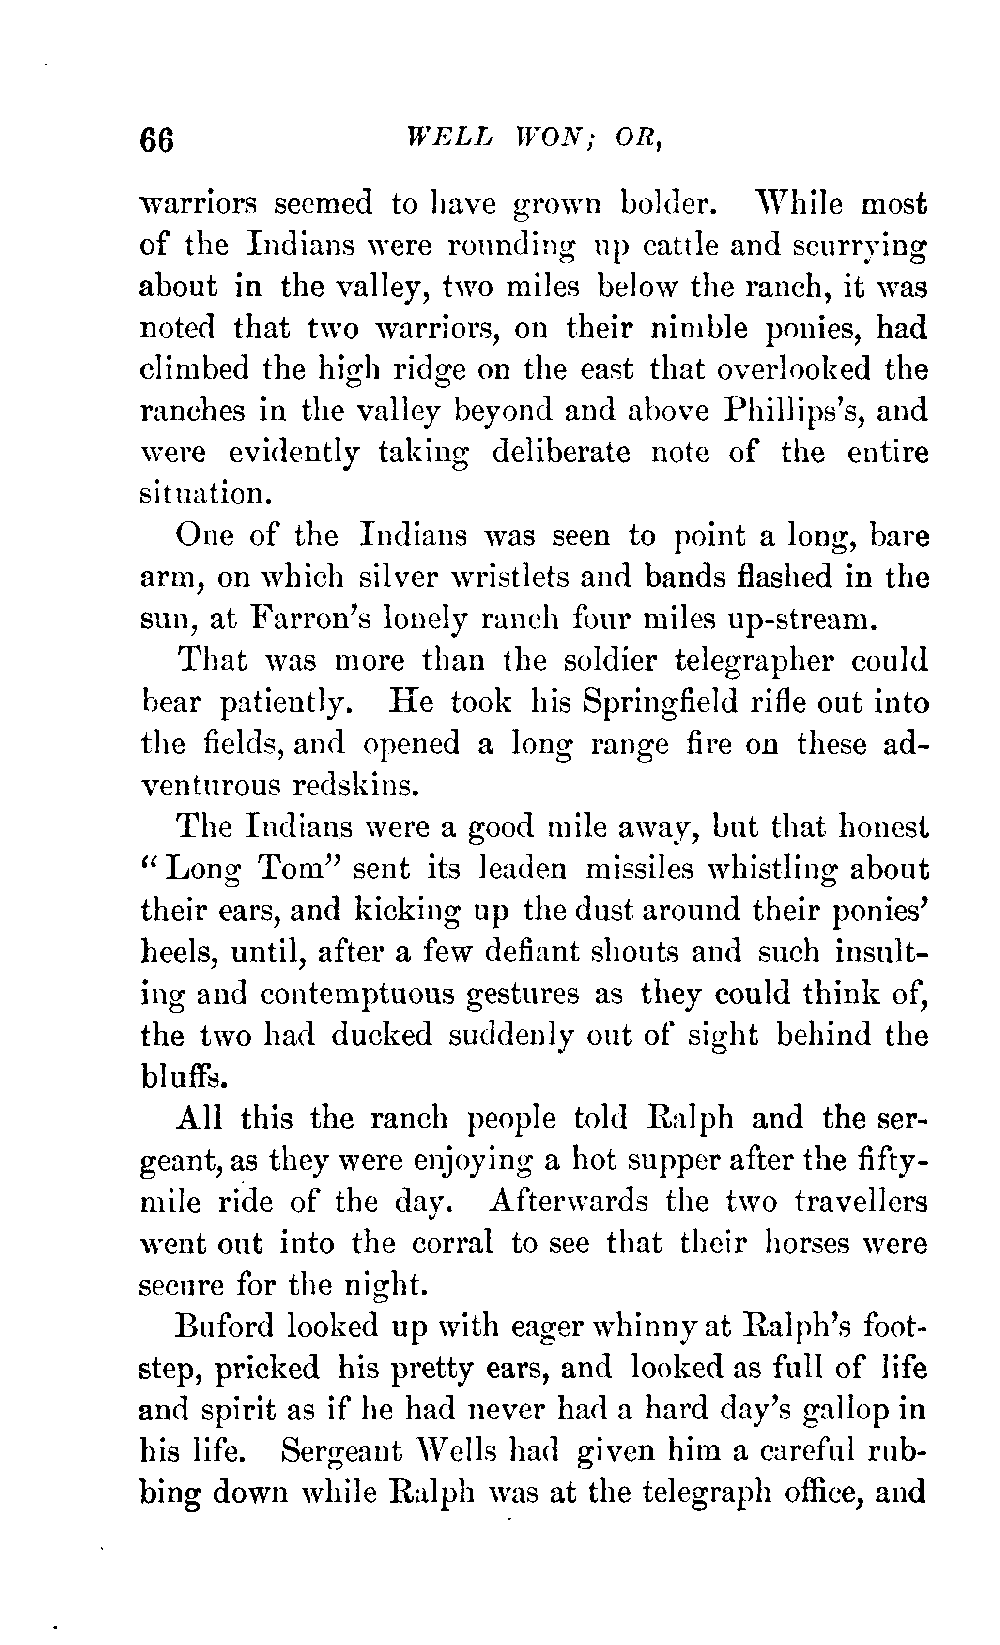 66 WELL WON; OR,
warriors seemed to have grown bolder. While most
of the Indians were rounding up cattle and scurrying
about in the valley, two miles below the ranch, it was
noted that two warriors, on their nimble ponies, had
climbed the high ridge on the east that overlooked the
ranches in the valley beyond and above Phillips's, and
were evidently taking deliberate note of the entire
situation.
One of the Indians was seen to point a long, bare
arm, on which silver wristlets and bands flashed in the
sun, at Farron's lonely ranch four miles up-stream.
That was more than the soldier telegrapher could
bear patiently. He took his Springfield rifle out into
the fields, and opened a long range fire on these ad-
venturous redskins.
The Indians were a good mile away, but that honest
“Long Tom” sent its leaden missiles whistling about
their ears, and kicking up the dust around their ponies'
heels, until, after a few defiant shouts and such insult-
ing and contemptuous gestures as they could think of,
the two had ducked suddenly out of sight behind the
bluffs.
All this the ranch people told Ralph and the ser-
geant, as they were enjoying a hot supper after the fifty-
mile ride of the day. Afterwards the two travellers
went out into the corral to see that their horses were
secure for the night.
Buford looked up with eager whinny at Ralph's foot-
step, pricked his pretty ears, and looked as full of life
and spirit as if he had never had a hard day's gallop in
his life. Sergeant Wells had given him a careful rub-
bing down while Ralph was at the telegraph office, and